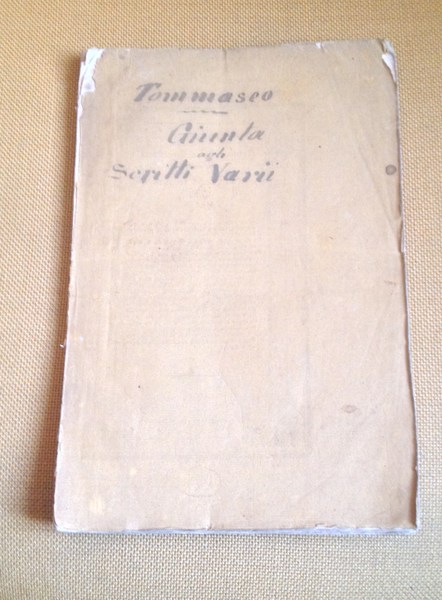 Tommaseo
Giunta
agli
Scritti Varii